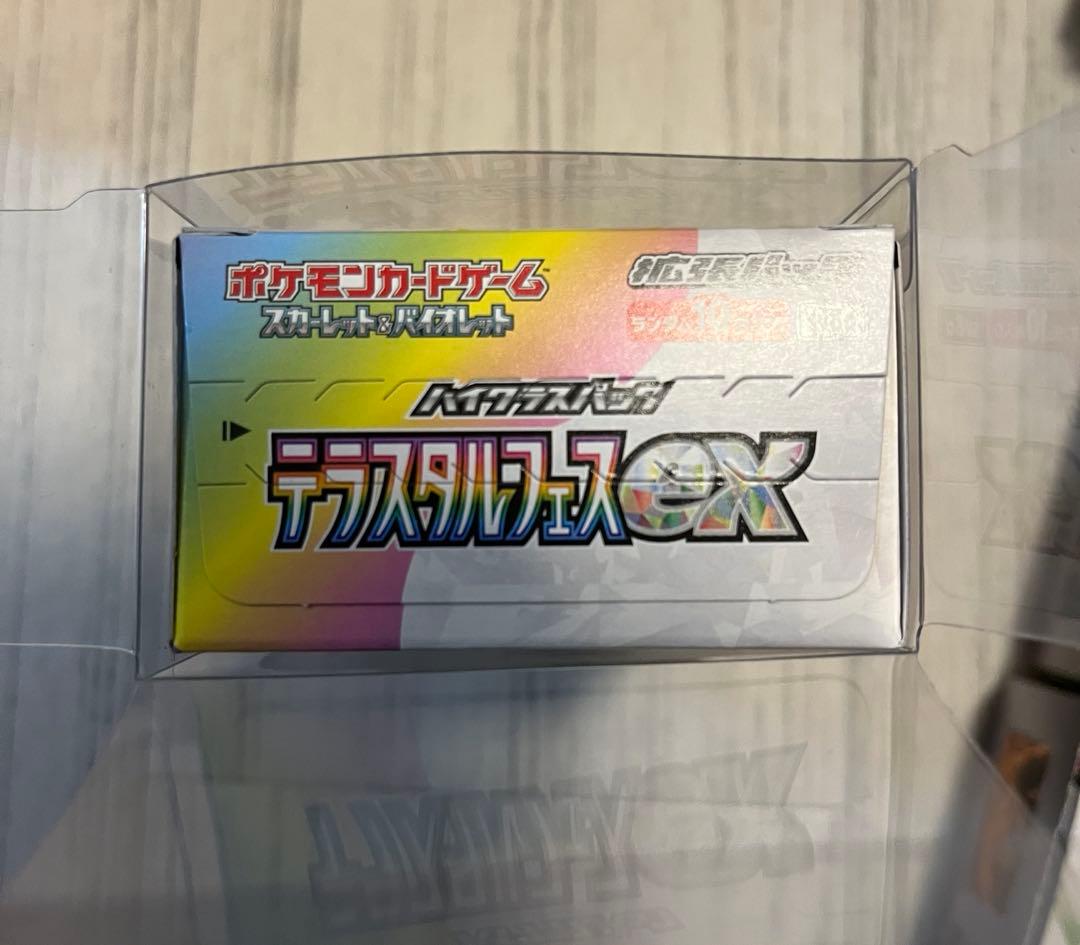 ポケモンカードゲーム
スカーレット&バイオレット
拡張パック
ハイクラスパック
テラスタルフェスex